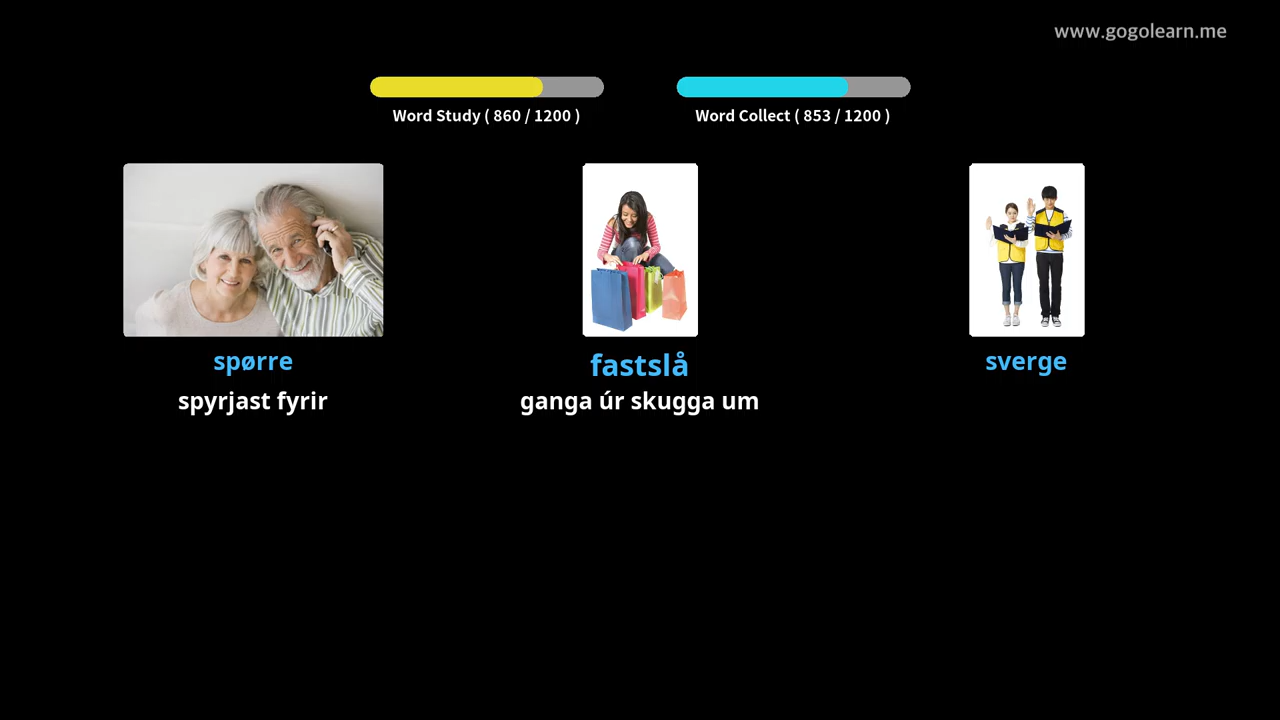 www.gogolearn.me
Word Study ( 860 / 1200 )
Word Collect ( 853 / 1200 )
spørre
fastslå
sverge
spyrjast fyrir
ganga úr skugga um